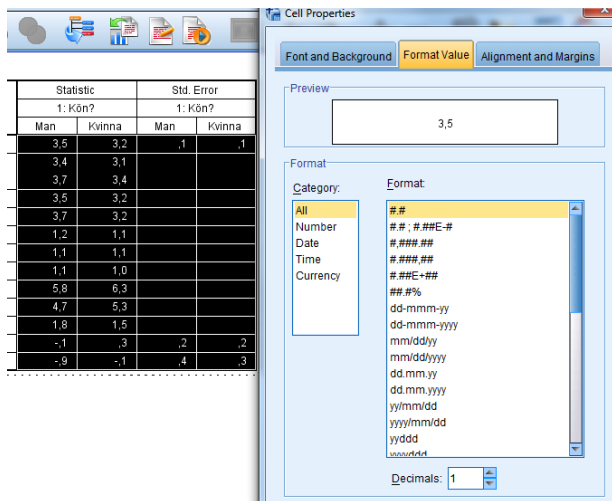 Cell Properties
Font and Background Format Value Alignment and Margins
Preview
3,5
Format
Category:
All
Number
Date
Time
Currency
Format:
#.#
#.# ; #.##E-#
#,###.##
#.###,##
#.##E+##
##.#%
dd-mmm-yy
dd-mmm-yyyy
mm/dd/yy
mm/dd/yyyy
dd.mm.yy
dd.mm.yyyy
yy/mm/dd
yyyy/mm/dd
yyddd
yyyyddd
Decimals: 1
Statistic Std. Error
1: Kön? 1: Kön?
Man Kvinna Man Kvinna
3,5 3,2 ,1 ,1
3,4 3,1
3,7 3,4
3,5 3,2
3,7 3,2
1,2 1,1
1,1 1,1
1,1 1,0
5,8 6,3
4,7 5,3
1,8 1,5
-,1 ,3 ,2 ,2
-,9 -,1 ,4 ,3